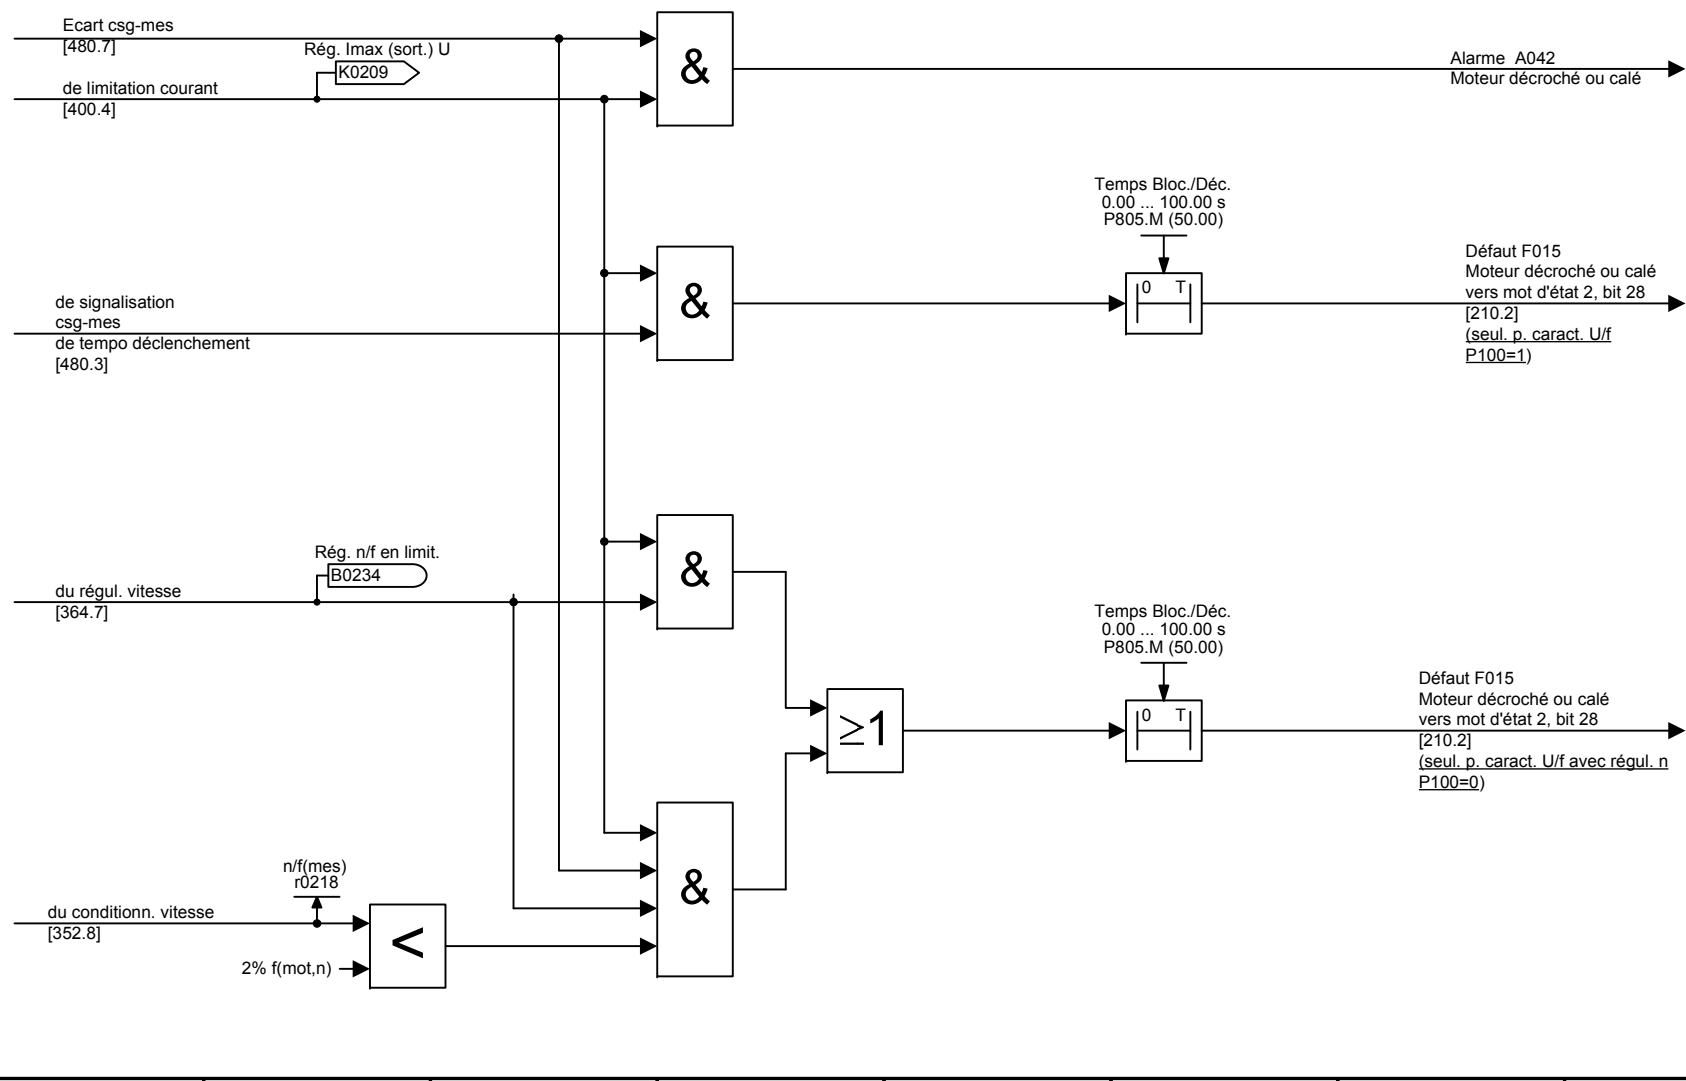 Ecart csg-mes
[480.7]
Rég. Imax (sort.) U
K0209
de limitation courant
[400.4]
&
Alarme A042
Moteur décroché ou calé
Temps Bloc./Déc.
0.00 ... 100.00 s
P805.M (50.00)
de signalisation
csg-mes
de tempo déclenchement
[480.3]
&
0 T
Défaut F015
Moteur décroché ou calé
vers mot d'état 2, bit 28
[210.2]
(seul. p. caract. U/f
P100=1)
Rég. n/f en limit.
B0234
du régul. vitesse
[364.7]
&
Temps Bloc./Déc.
0.00 ... 100.00 s
P805.M (50.00)
≥1
0 T
Défaut F015
Moteur décroché ou calé
vers mot d'état 2, bit 28
[210.2]
(seul. p. caract. U/f avec régul. n
P100=0)
n/f(mes)
r0218
du conditionn. vitesse
[352.8]
2% f(mot,n)
<
&